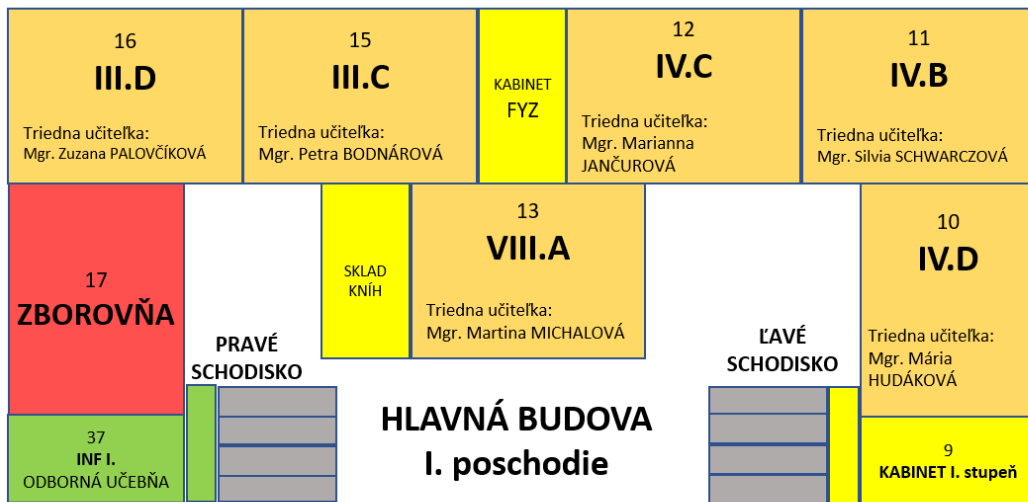 16
III.D
Triedna učiteľka:
Mgr. Zuzana PALOVČÍKOVÁ
15
III.C
Triedna učiteľka:
Mgr. Petra BODNÁROVÁ
KABINET
FYZ
12
IV.C
Triedna učiteľka:
Mgr. Marianna
JANČUROVÁ
11
IV.B
Triedna učiteľka:
Mgr. Silvia SCHWARCZOVÁ
17
ZBOROVŇA
SKLAD
KNÍH
13
VIII.A
Triedna učiteľka:
Mgr. Martina MICHALOVÁ
10
IV.D
Triedna učiteľka:
Mgr. Mária
HUDÁKOVÁ
PRAVÉ
SCHODISKO
ĽAVÉ
SCHODISKO
HLAVNÁ BUDOVA
I. poschodie
37
INF I.
ODBORNÁ UČEBŇA
9
KABINET I. stupeň